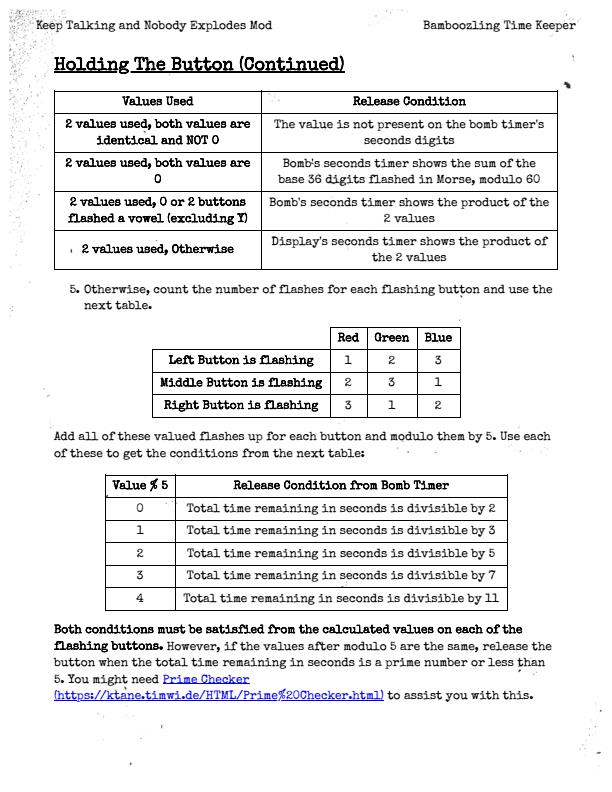 Keep Talking and Nobody Explodes Mod Bamboozling Time Keeper
Holding The Button (Continued)
Values Used Release Condition
2 values used, both values are The value is not present on the bomb timer's
identical and NOT 0 seconds digits
2 values used, both values are Bomb's seconds timer shows the sum of the
0 base 36 digits flashed in Morse, modulo 60
2 values used, 0 or 2 buttons Bomb's seconds timer shows the product of the
flashed a vowel (excluding Y) 2 values
2 values used, Otherwise Display's seconds timer shows the product of
the 2 values
5. Otherwise, count the number of flashes for each flashing button and use the
next table.
Red Green Blue
Left Button is flashing 1 2 3
Middle Button is flashing 2 3 1
Right Button is flashing 3 1 2
Add all of these valued flashes up for each button and modulo them by 5. Use each
of these to get the conditions from the next table:
Value % 5 Release Condition from Bomb Timer
0 Total time remaining in seconds is divisible by 2
1 Total time remaining in seconds is divisible by 3
2 Total time remaining in seconds is divisible by 5
3 Total time remaining in seconds is divisible by 7
4 Total time remaining in seconds is divisible by 11
Both conditions must be satisfied from the calculated values on each of the
flashing buttons. However, if the values after modulo 5 are the same, release the
button when the total time remaining in seconds is a prime number or less than
5. You might need Prime Checker
(https://ktane.timwi.de/HTML/Prime%20Checker.html) to assist you with this.